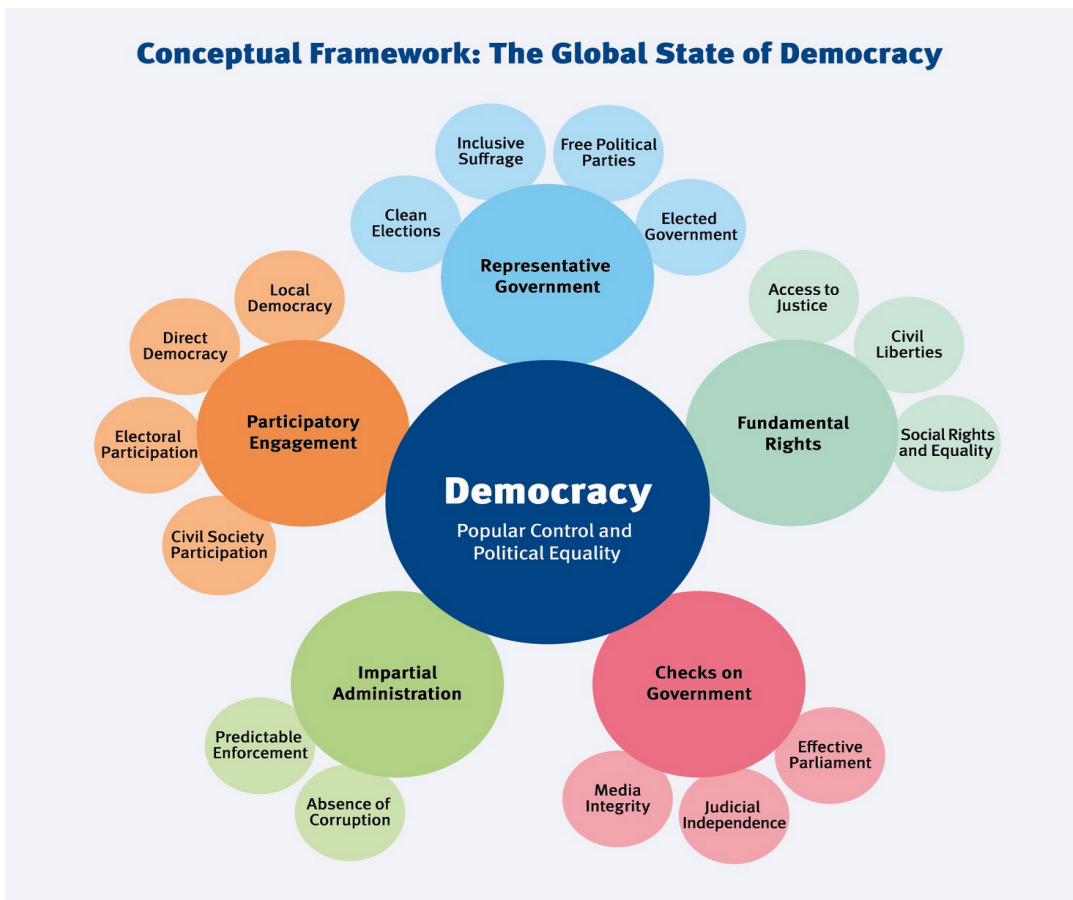 Conceptual Framework: The Global State of Democracy
Inclusive
Suffrage
Free Political
Parties
Clean
Elections
Elected
Government
Representative
Government
Local
Democracy
Direct
Democracy
Electoral
Participation
Civil Society
Participation
Participatory
Engagement
Access to
Justice
Civil
Liberties
Social Rights
and Equality
Fundamental
Rights
Democracy
Popular Control and
Political Equality
Impartial
Administration
Predictable
Enforcement
Absence of
Corruption
Checks on
Government
Effective
Parliament
Media
Integrity
Judicial
Independence